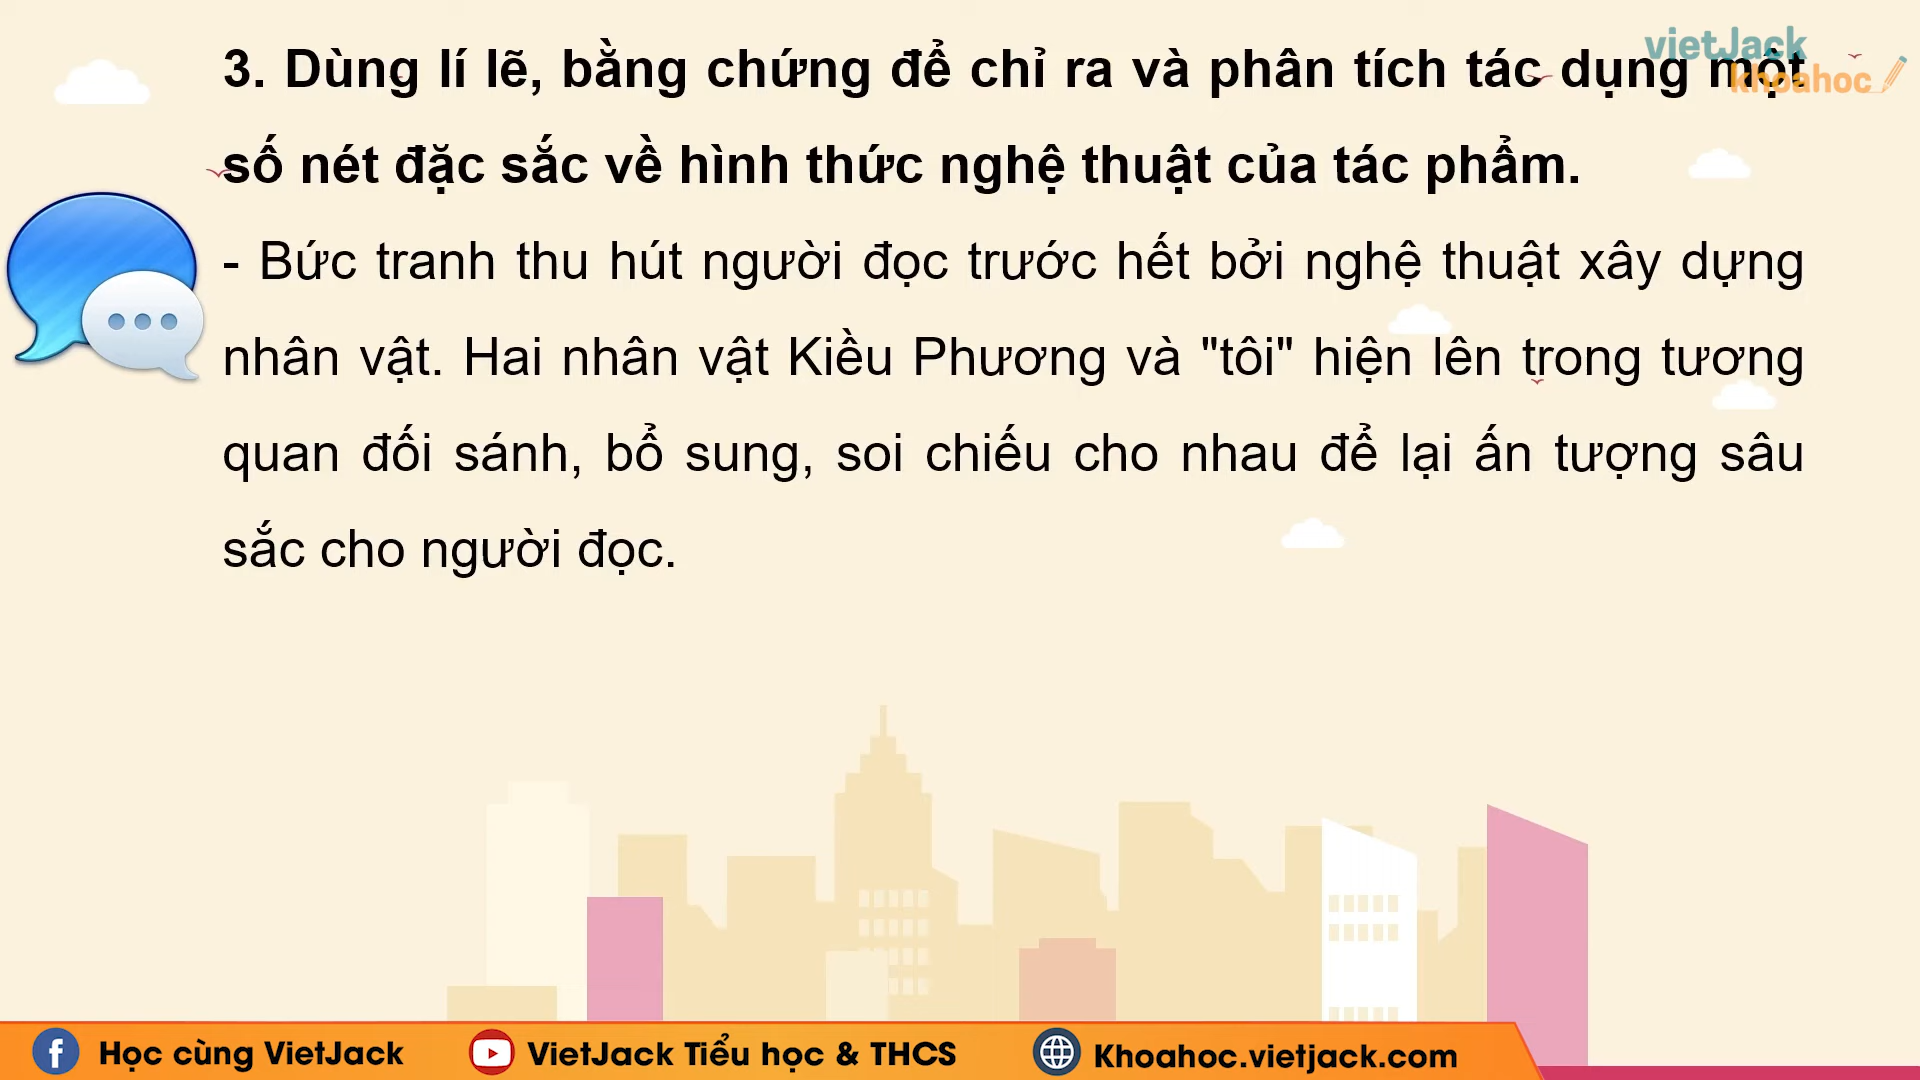 vietJack
khoahoc
3. Dùng lí lẽ, bằng chứng để chỉ ra và phân tích tác dụng một
số nét đặc sắc về hình thức nghệ thuật của tác phẩm.
- Bức tranh thu hút người đọc trước hết bởi nghệ thuật xây dựng
nhân vật. Hai nhân vật Kiều Phương và "tôi" hiện lên trong tương
quan đối sánh, bổ sung, soi chiếu cho nhau để lại ấn tượng sâu
sắc cho người đọc.
Học cùng VietJack
VietJack Tiểu học & THCS
Khoahoc.vietjack.com